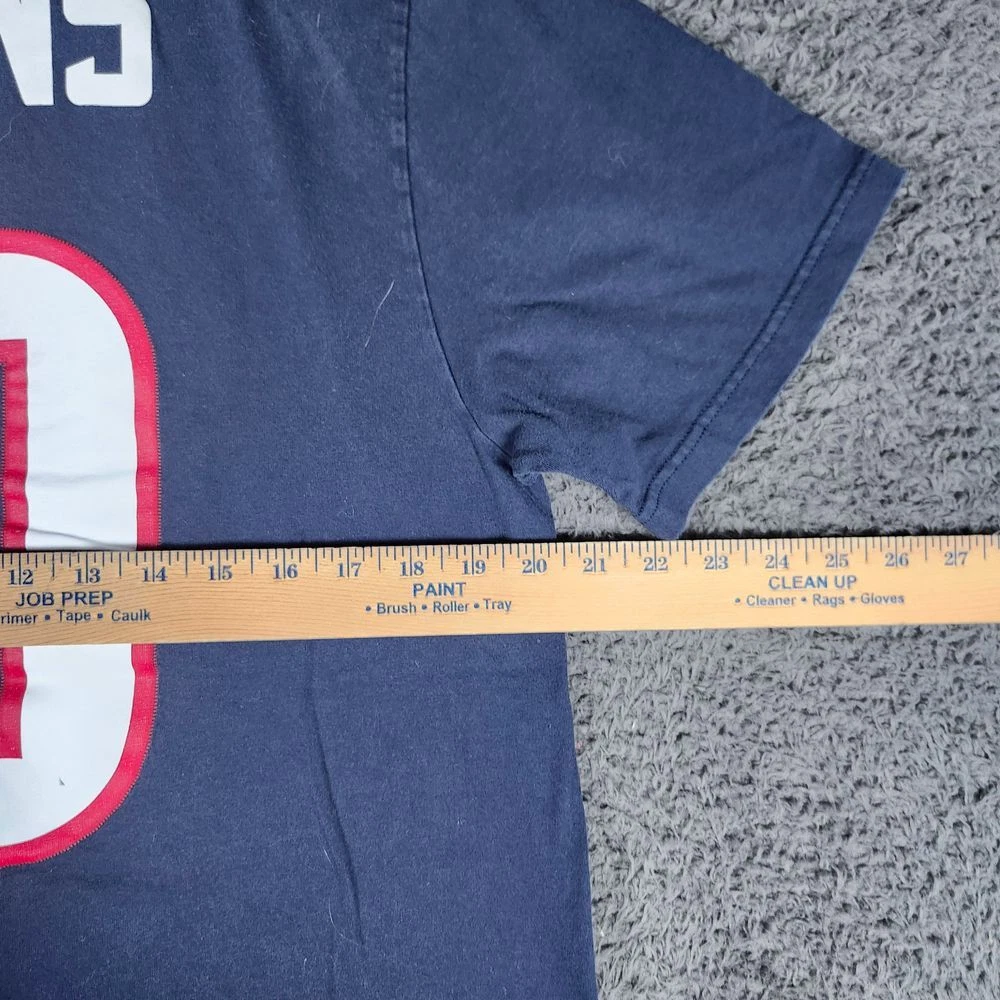 NS
0
12 13 14 15 16 17 18 19 20 21 22 23 24 25 26 27
JOB PREP
rimer • Tape • Caulk
PAINT
• Brush • Roller • Tray
CLEAN UP
• Cleaner • Rags • Gloves